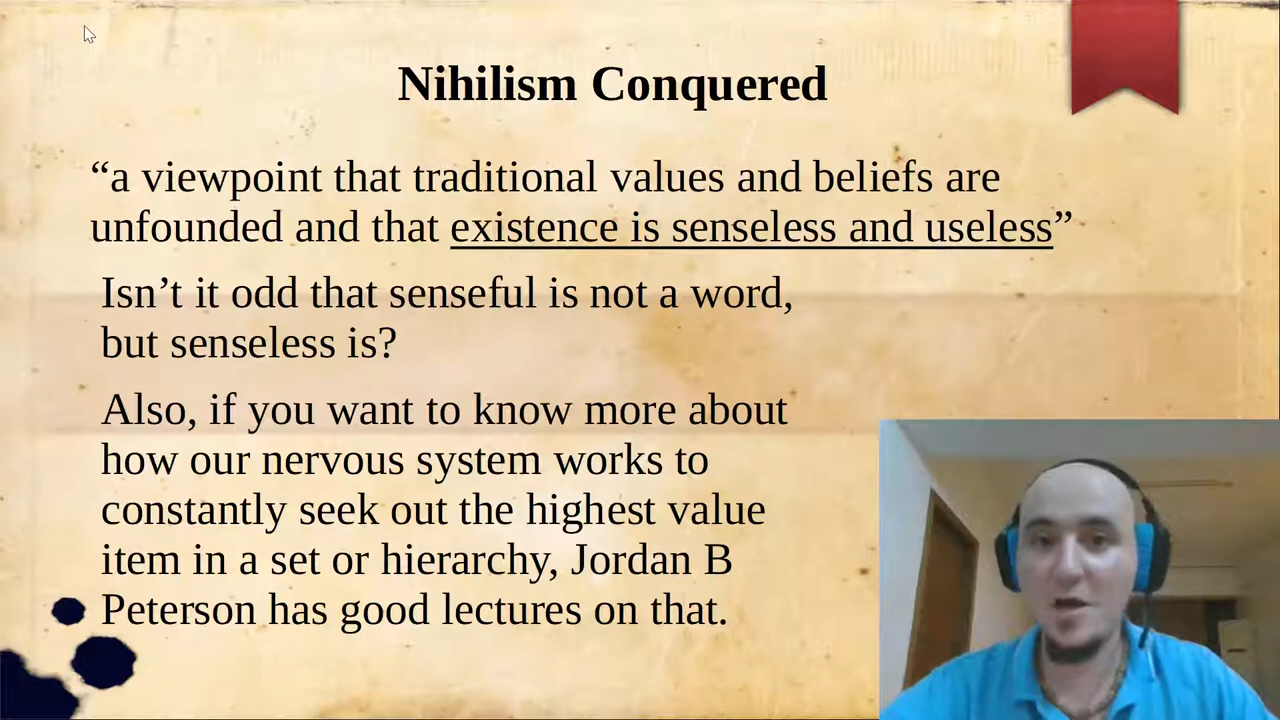 Nihilism Conquered
“a viewpoint that traditional values and beliefs are
unfounded and that existence is senseless and useless”
Isn’t it odd that senseful is not a word,
but senseless is?
Also, if you want to know more about
how our nervous system works to
constantly seek out the highest value
item in a set or hierarchy, Jordan B
Peterson has good lectures on that.